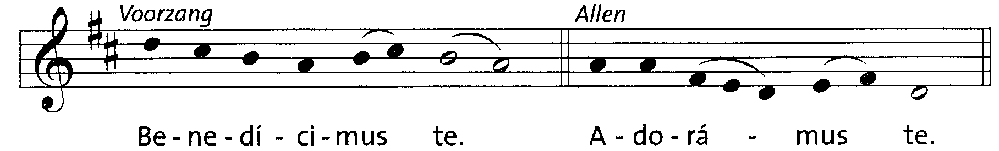 Voorzang Allen
Be - ne - dí - ci - mus te. A - do - rá - mus te.